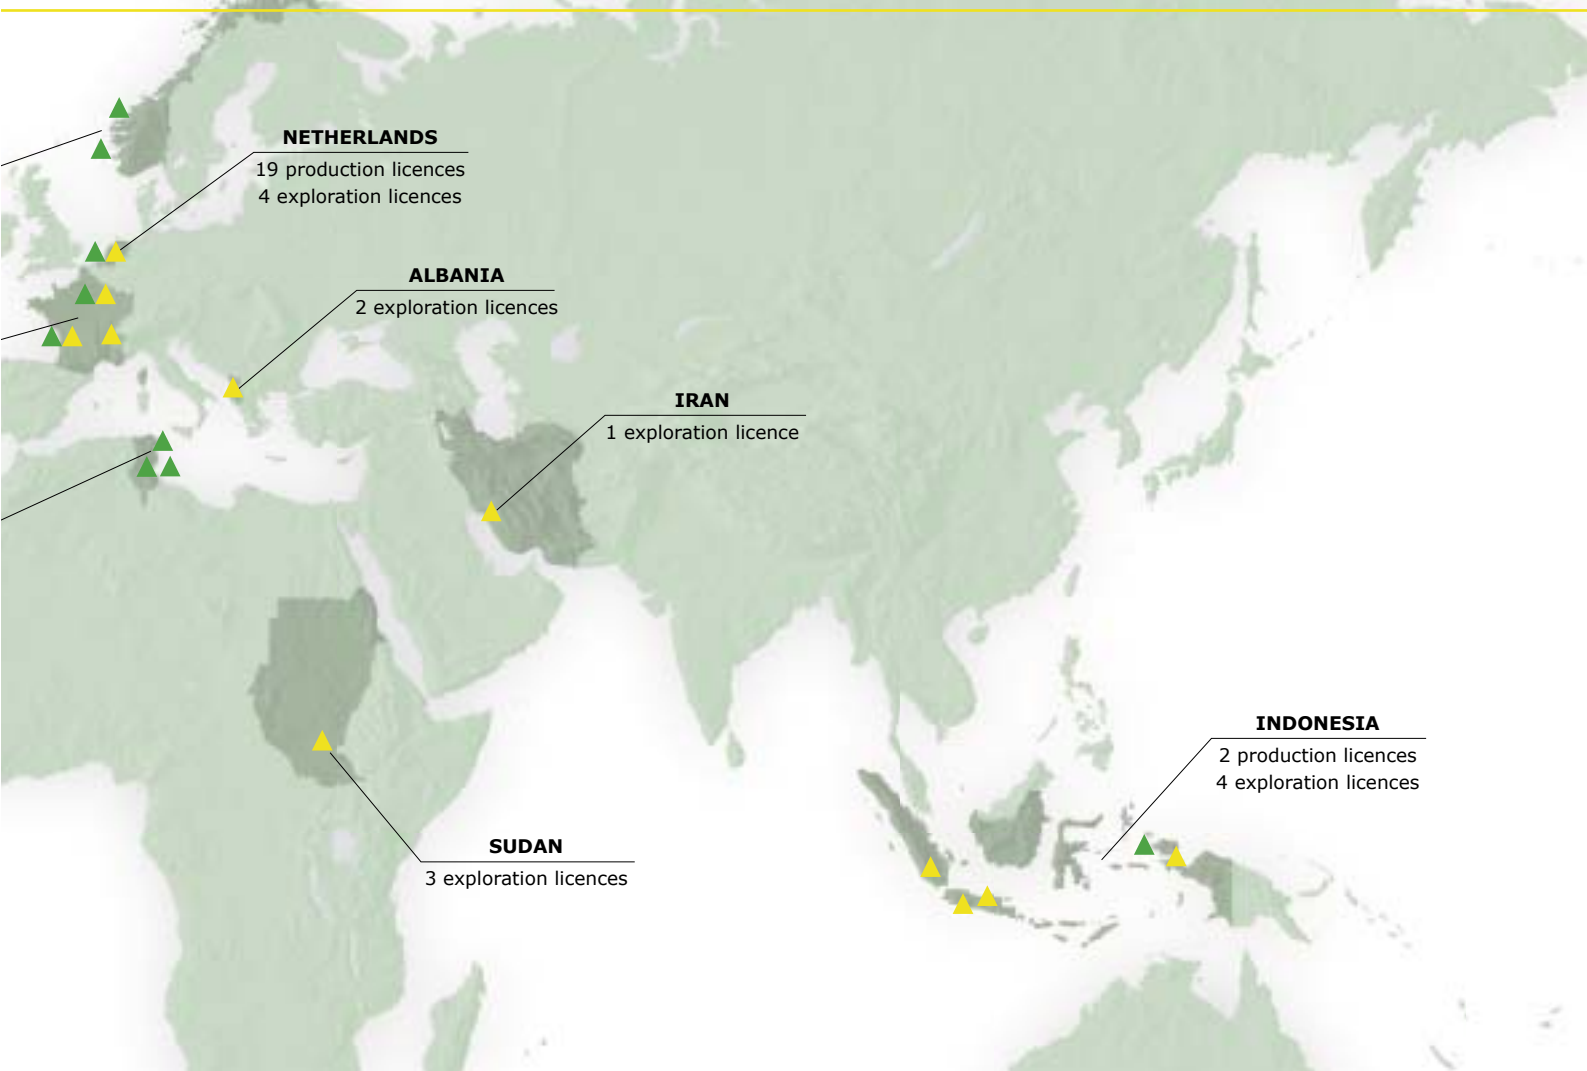 NETHERLANDS
19 production licences
4 exploration licences
ALBANIA
2 exploration licences
IRAN
1 exploration licence
INDONESIA
2 production licences
4 exploration licences
SUDAN
3 exploration licences